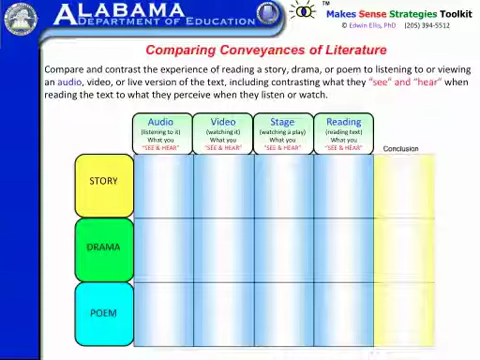 ALABAMA
DEPARTMENT OF EDUCATION
TM
Makes Sense Strategies Toolkit
© Edwin Ellis, PhD (205) 394-5512
Comparing Conveyances of Literature
Compare and contrast the experience of reading a story, drama, or poem to listening to or viewing
an audio, video, or live version of the text, including contrasting what they "see" and "hear" when
reading the text to what they perceive when they listen or watch.
Audio
(listening to it)
What you
"SEE & HEAR"
Video
(watching it)
What you
"SEE & HEAR"
Stage
(watching a play)
What you
"SEE & HEAR"
Reading
(reading text)
What you
"SEE & HEAR"
Conclusion
STORY
DRAMA
POEM